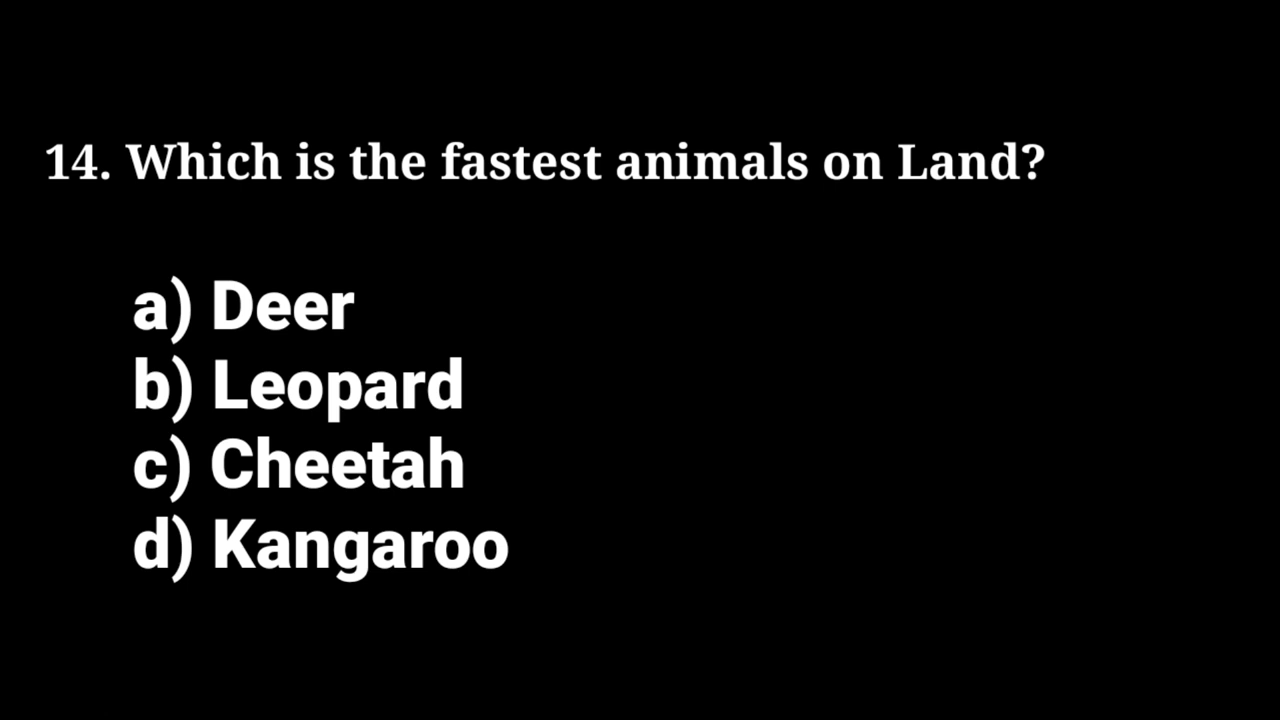 14. Which is the fastest animals on Land?
a) Deer
b) Leopard
c) Cheetah
d) Kangaroo